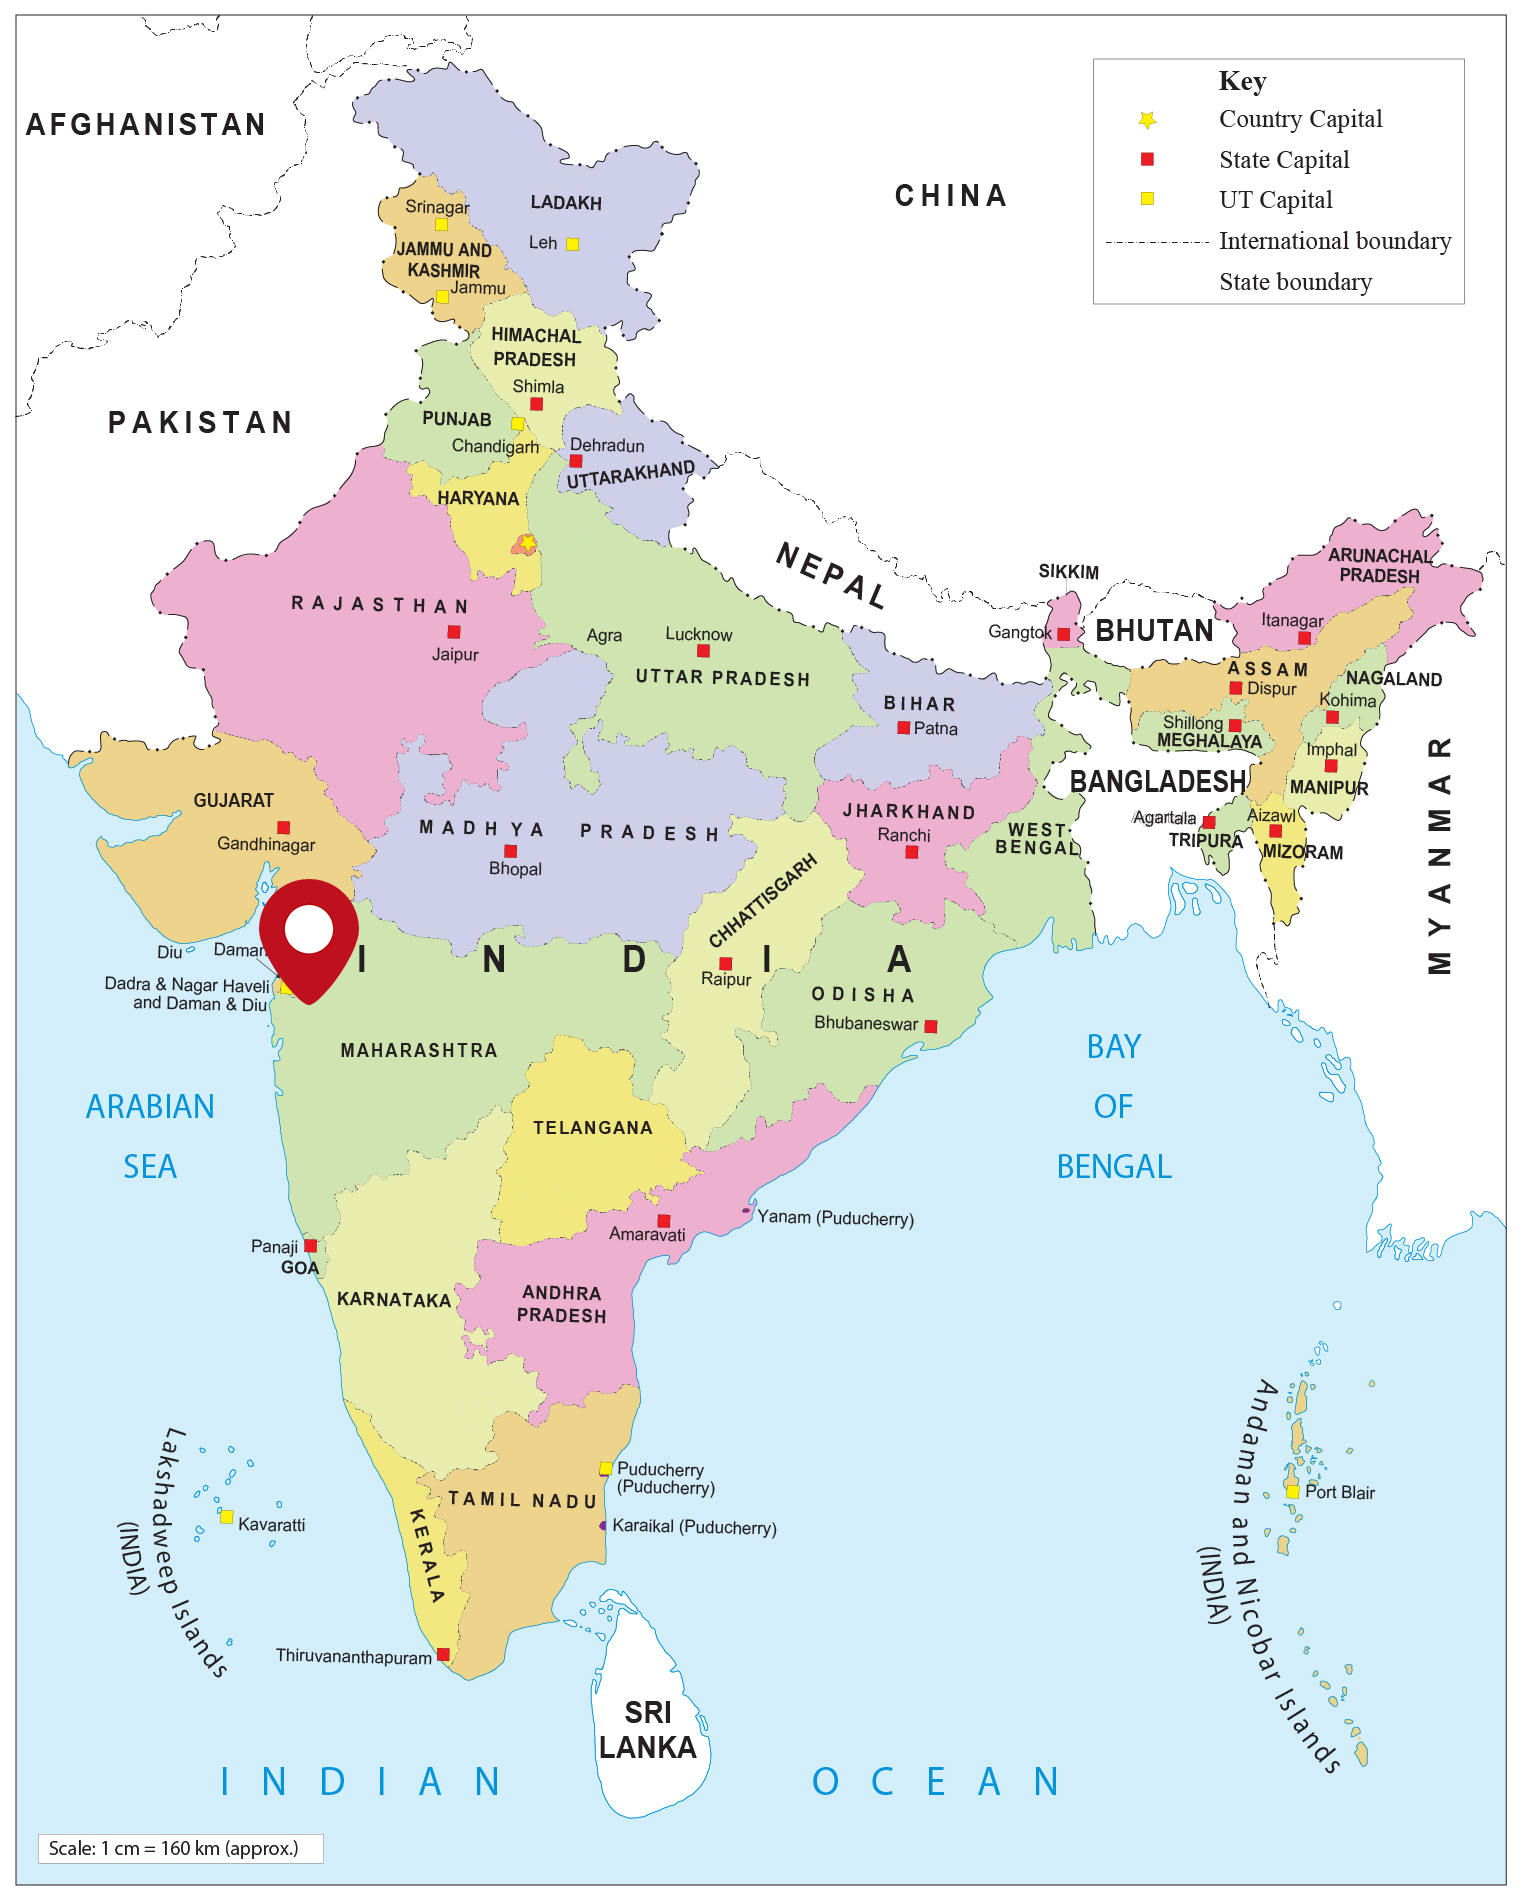 Key
Country Capital
State Capital
UT Capital
International boundary
State boundary
AFGHANISTAN
CHINA
PAKISTAN
LADAKH
Leh
Srinagar
JAMMU AND
KASHMIR
Jammu
HIMACHAL
PRADESH
Shimla
PUNJAB
Chandigarh
Dehradun
UTTARAKHAND
HARYANA
NEPAL
SIKKIM
Gangtok
BHUTAN
ARUNACHAL
PRADESH
Itanagar
RAJASTHAN
Jaipur
Agra
Lucknow
UTTAR PRADESH
BIHAR
Patna
ASSAM
Dispur
NAGALAND
Kohima
Shillong
MEGHALAYA
Imphal
MANIPUR
BANGLADESH
Agartala
TRIPURA
Aizawl
MIZORAM
MYANMAR
GUJARAT
Gandhinagar
MADHYA PRADESH
Bhopal
JHARKHAND
Ranchi
WEST
BENGAL
CHHATTISGARH
Raipur
INDIA
ODISHA
Bhubaneswar
Diu
Daman
Dadra & Nagar Haveli
and Daman & Diu
MAHARASHTRA
ARABIAN
SEA
BAY
OF
BENGAL
TELANGANA
Amaravati
Yanam (Puducherry)
Panaji
GOA
KARNATAKA
ANDHRA
PRADESH
Lakshadweep Islands
(INDIA)
Kavaratti
KERALA
TAMIL NADU
Puducherry
(Puducherry)
Karaikal (Puducherry)
Thiruvananthapuram
Andaman and Nicobar Islands
(INDIA)
Port Blair
SRI
LANKA
INDIAN OCEAN
Scale: 1 cm = 160 km (approx.)